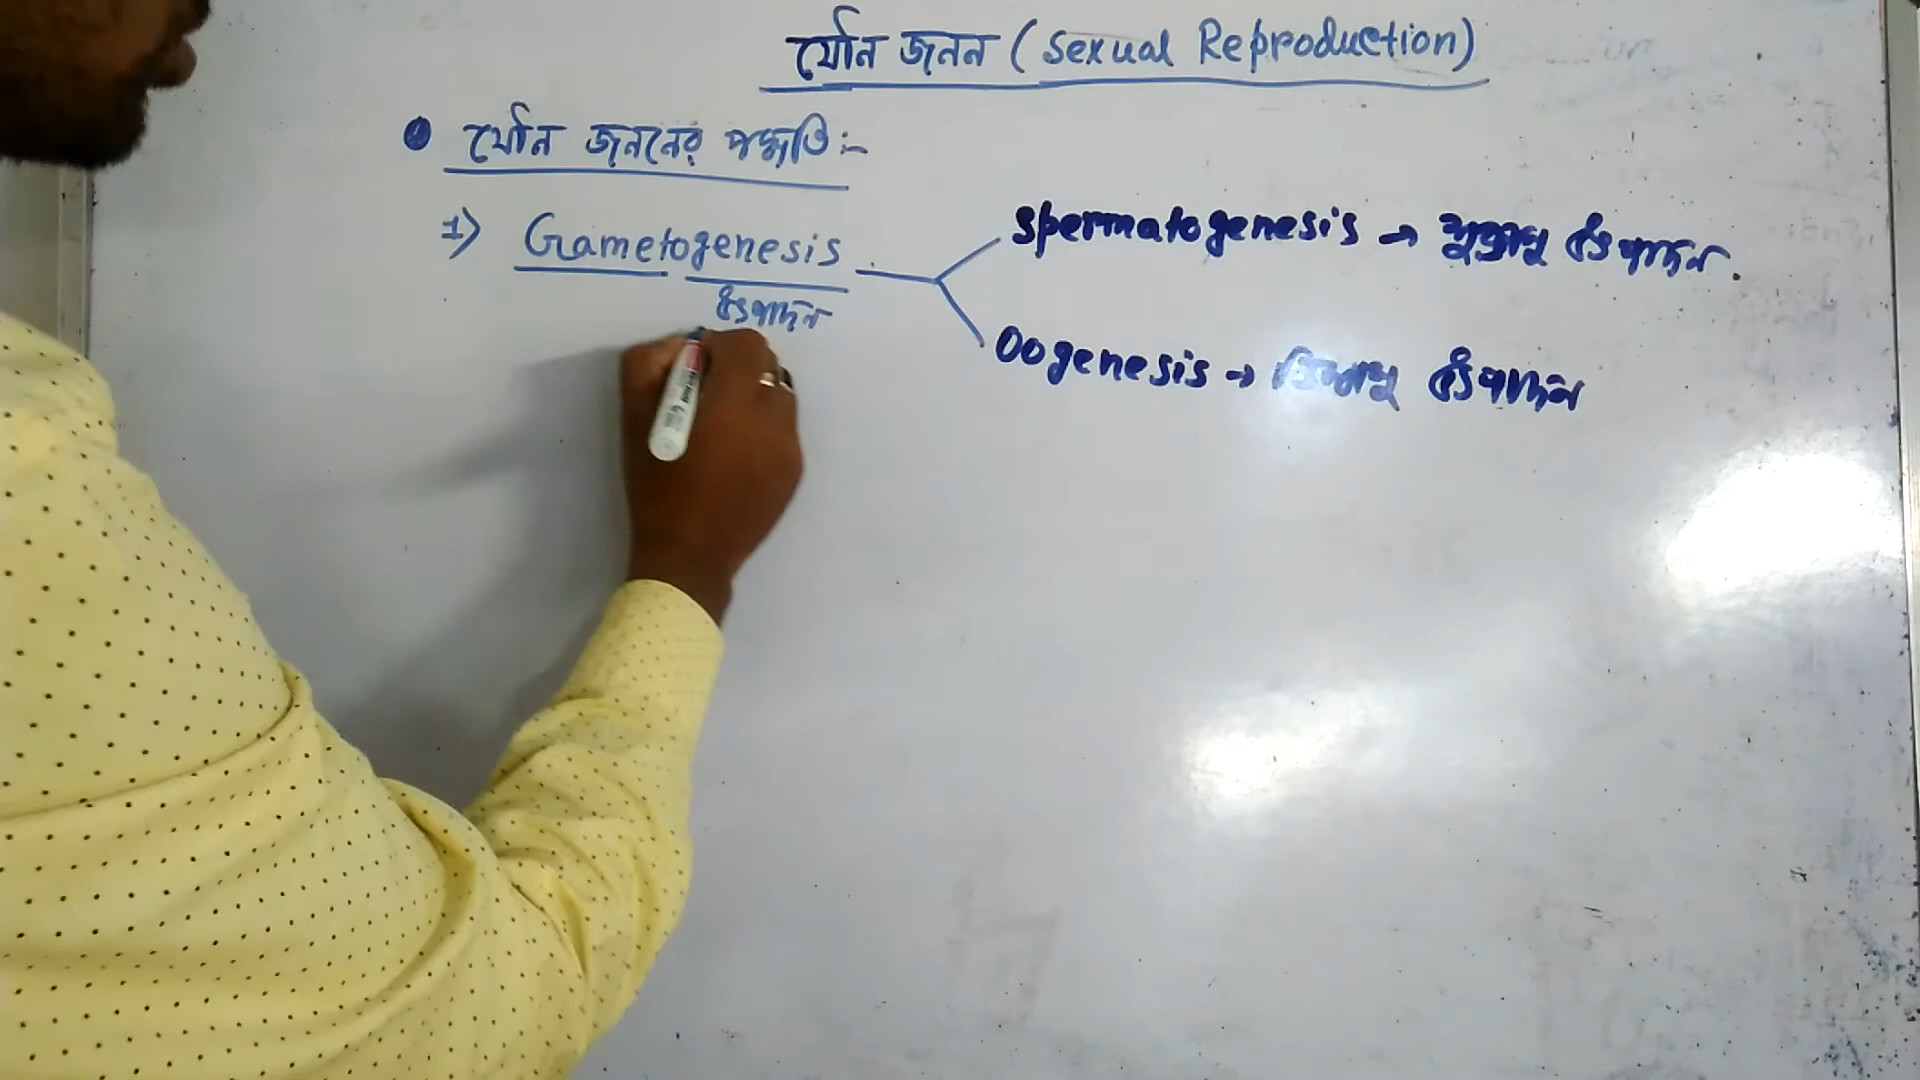 যৌন জনন (Sexual Reproduction)
যৌন জননের পদ্ধতি :-
1) Gametogenesis
উৎপাদন
Spermatogenesis → শুক্রাণু উৎপাদন.
Oogenesis → ডিম্বাণু উৎপাদন